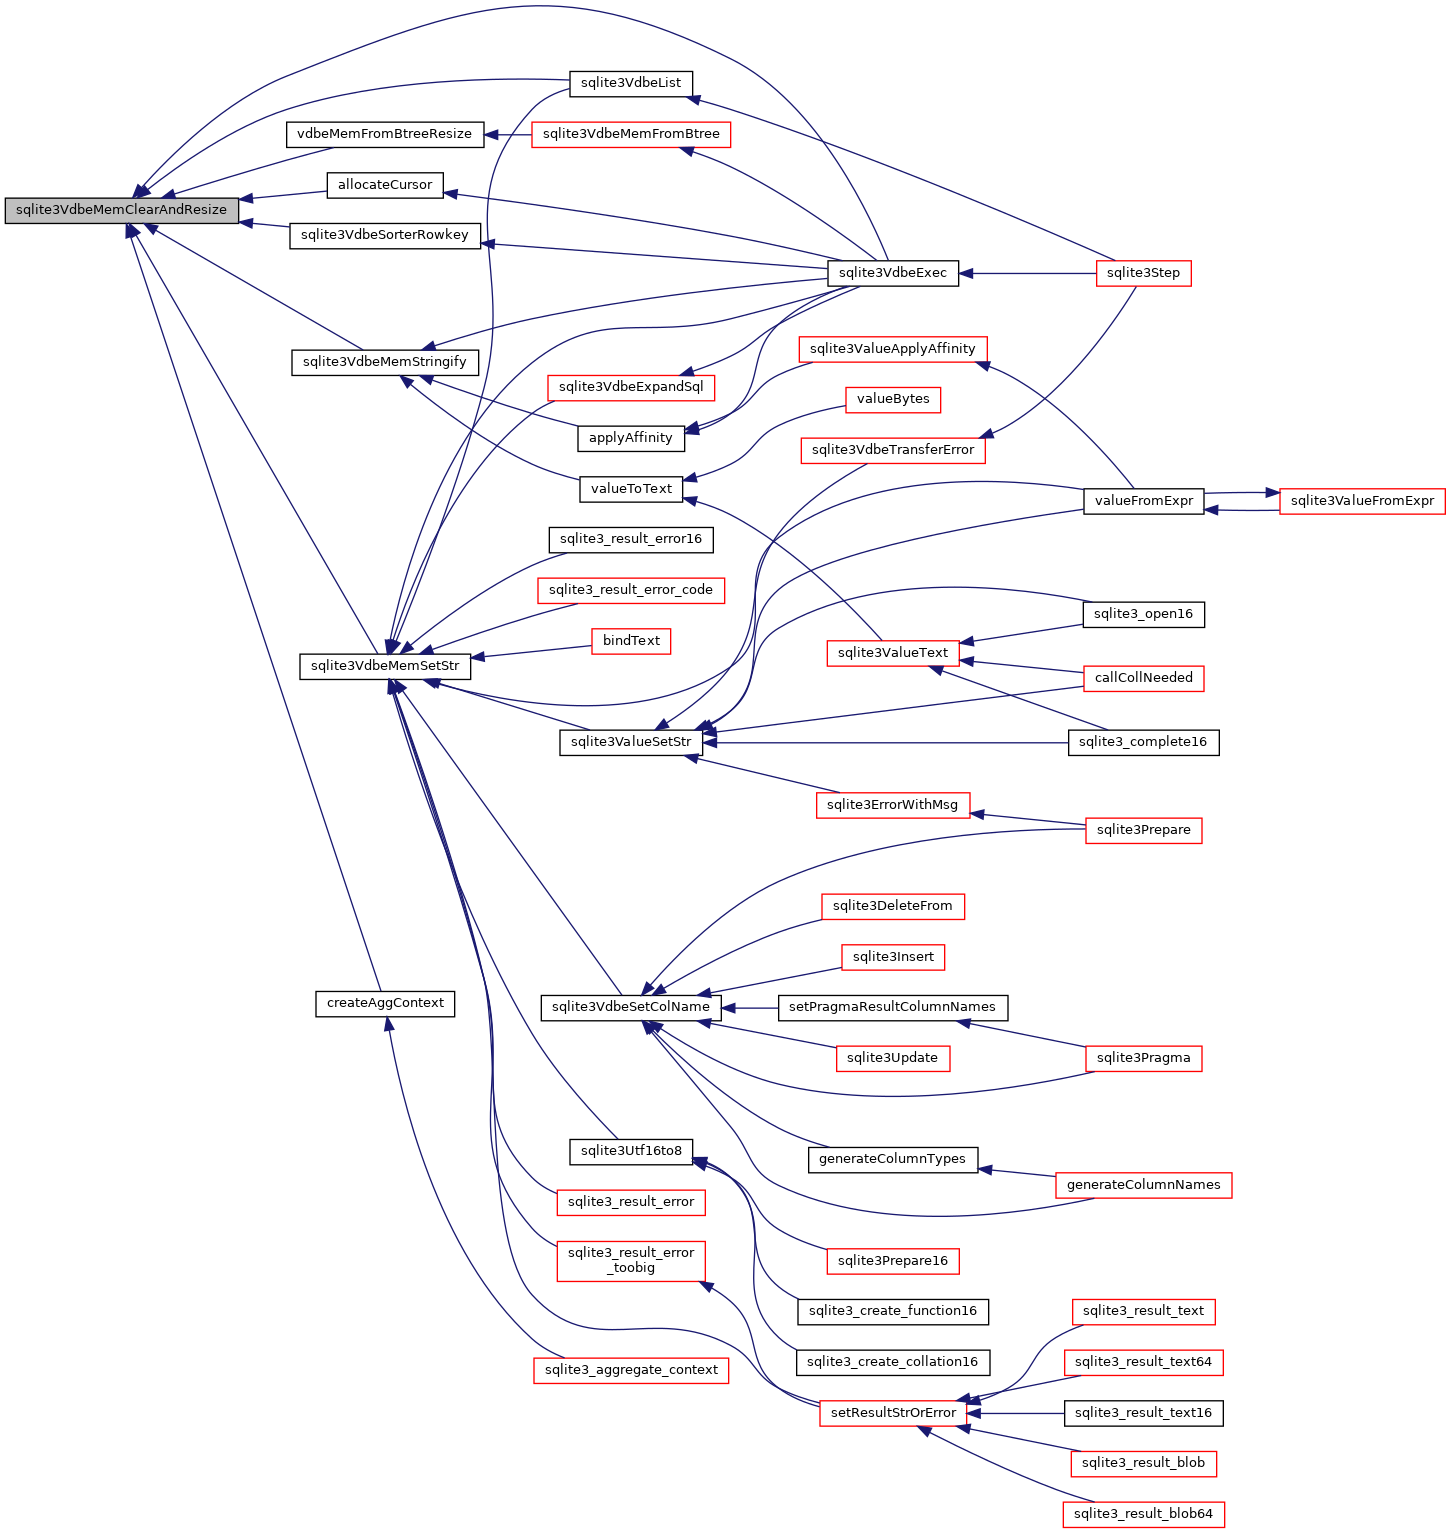 sqlite3VdbeList
vdbeMemFromBtreeResize
sqlite3VdbeMemFromBtree
allocateCursor
sqlite3VdbeMemClearAndResize
sqlite3VdbeSorterRowkey
sqlite3VdbeExec
sqlite3Step
sqlite3ValueApplyAffinity
sqlite3VdbeMemStringify
sqlite3VdbeExpandSql
valueBytes
applyAffinity
sqlite3VdbeTransferError
valueToText
valueFromExpr
sqlite3ValueFromExpr
sqlite3_result_error16
sqlite3_result_error_code
sqlite3_open16
bindText
sqlite3ValueText
sqlite3VdbeMemSetStr
callCollNeeded
sqlite3ValueSetStr
sqlite3_complete16
sqlite3ErrorWithMsg
sqlite3Prepare
sqlite3DeleteFrom
sqlite3Insert
createAggContext
sqlite3VdbeSetColName
setPragmaResultColumnNames
sqlite3Update
sqlite3Pragma
sqlite3Utf16to8
generateColumnTypes
generateColumnNames
sqlite3_result_error
sqlite3_result_error
_toobig
sqlite3Prepare16
sqlite3_create_function16
sqlite3_result_text
sqlite3_create_collation16
sqlite3_result_text64
sqlite3_aggregate_context
setResultStrOrError
sqlite3_result_text16
sqlite3_result_blob
sqlite3_result_blob64